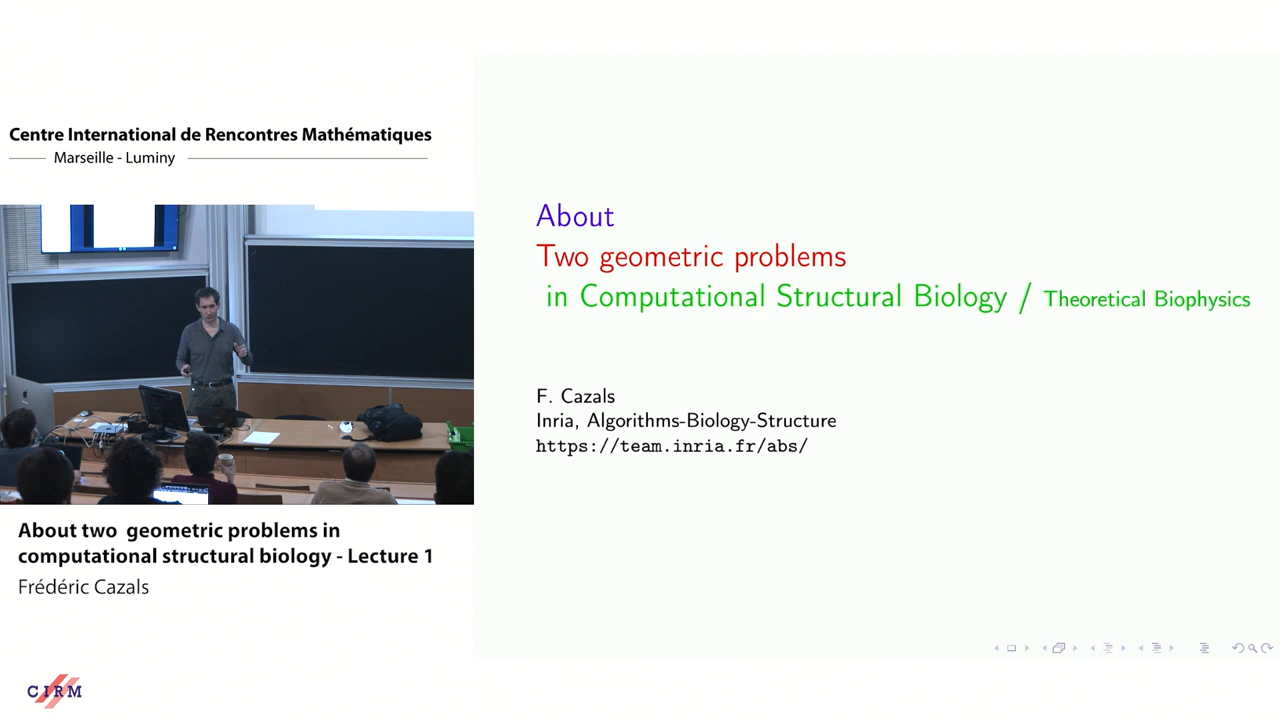 Centre International de Rencontres Mathématiques
Marseille - Luminy
About two geometric problems in
computational structural biology - Lecture 1
Frédéric Cazals
CIRM
About
Two geometric problems
in Computational Structural Biology / Theoretical Biophysics
F. Cazals
Inria, Algorithms-Biology-Structure
https://team.inria.fr/abs/